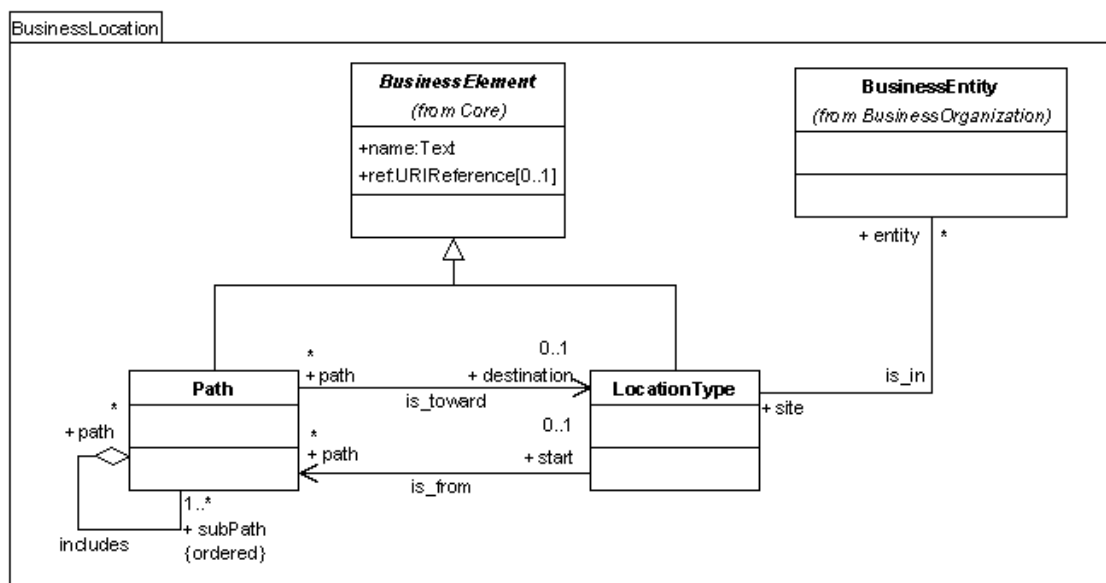 BusinessLocation
BusinessElement
(from Core)
+name:Text
+ref:URIReference[0..1]
BusinessEntity
(from BusinessOrganization)
+ entity
*
is_in
+ site
Path
*
+ path
is_toward
0..1
+ destination
LocationType
*
+ path
is_from
0..1
+ start
*
+ path
includes
1..*
+ subPath
{ordered}